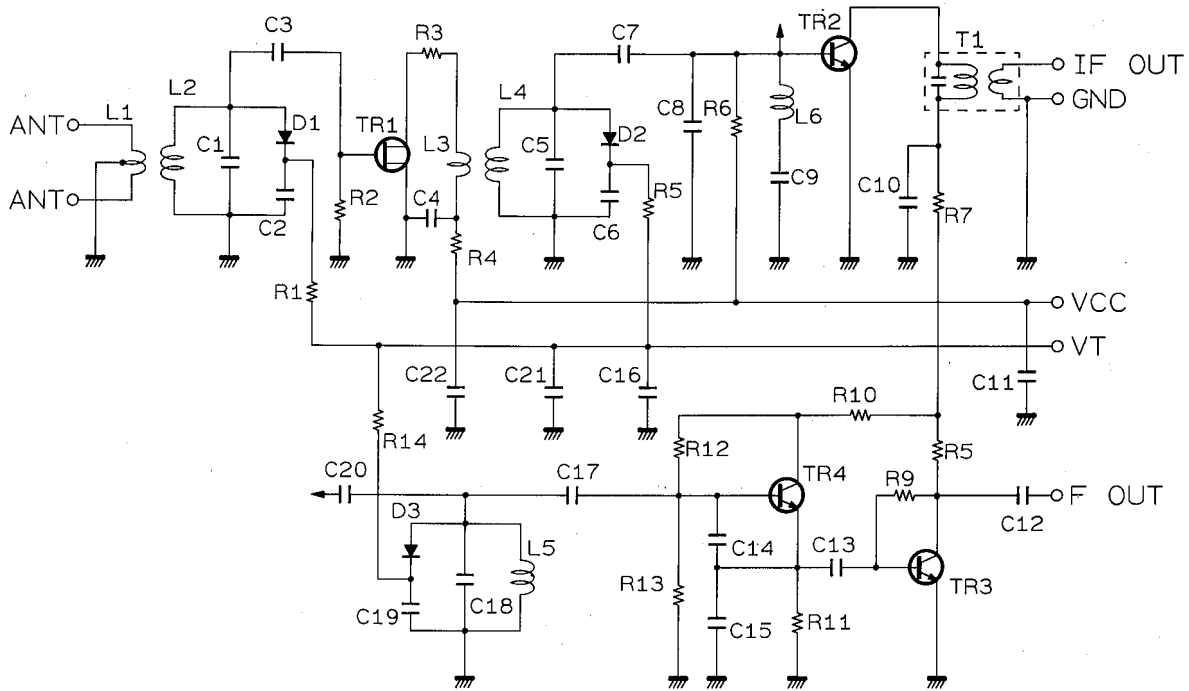 TR2
C3
R3
C7
T1
L2
L4
IF OUT
L1
D1
D2
C8
R6
L6
GND
ANT
C1
TR1
L3
C5
ANT
C2
R2
C4
R5
C9
C10
C6
R7
R4
R1
VCC
VT
C22
C21
C16
C11
R10
R14
R12
R5
C20
C17
TR4
R9
F OUT
D3
C12
L5
C14
C13
C19
C18
R13
TR3
C15
R11